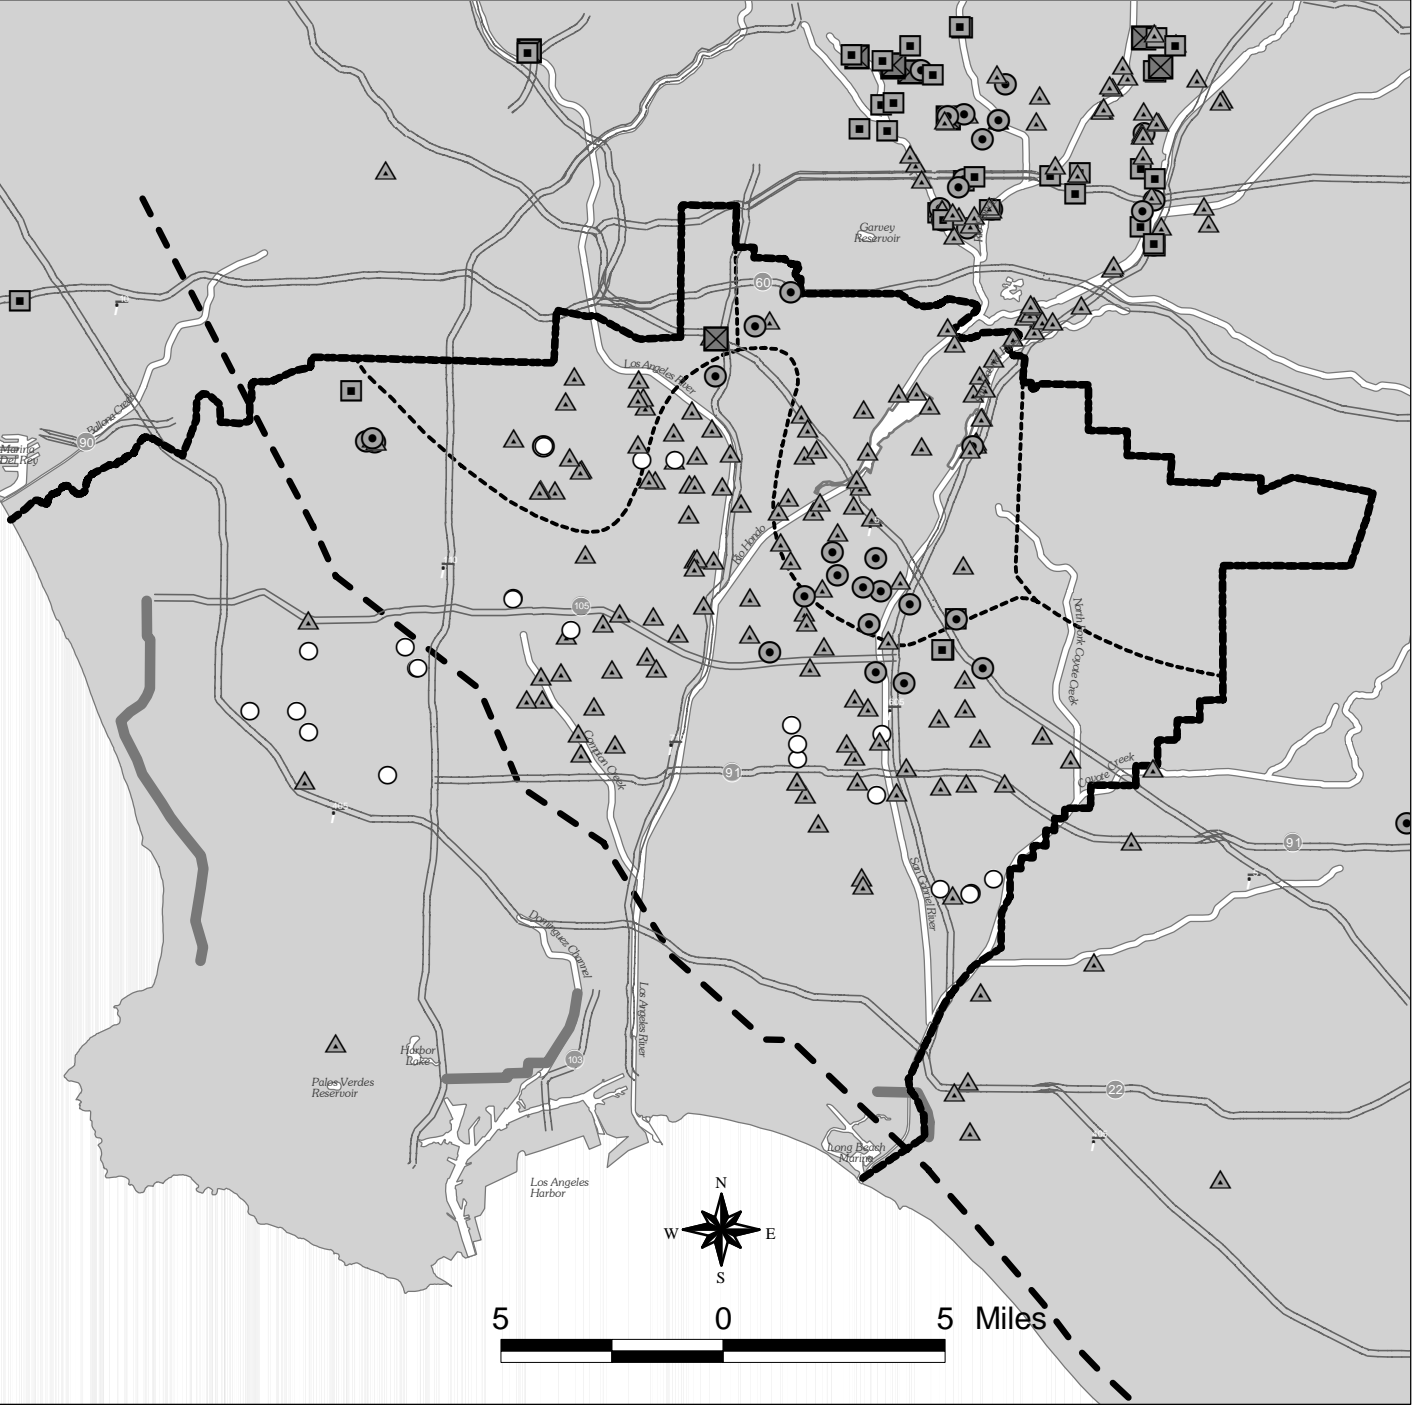 Garvey
Reservoir
60
Los Angeles River
Ballona Creek
90
Marina
Del Rey
Rio Hondo
105
North Fork Coyote Creek
Compton Creek
91
Coyote Creek
91
San Gabriel River
Dominguez Channel
Los Angeles River
Harbor
Lake
103
Palos Verdes
Reservoir
22
Long Beach
Marina
Los Angeles
Harbor
N
W E
S
5 0 5 Miles